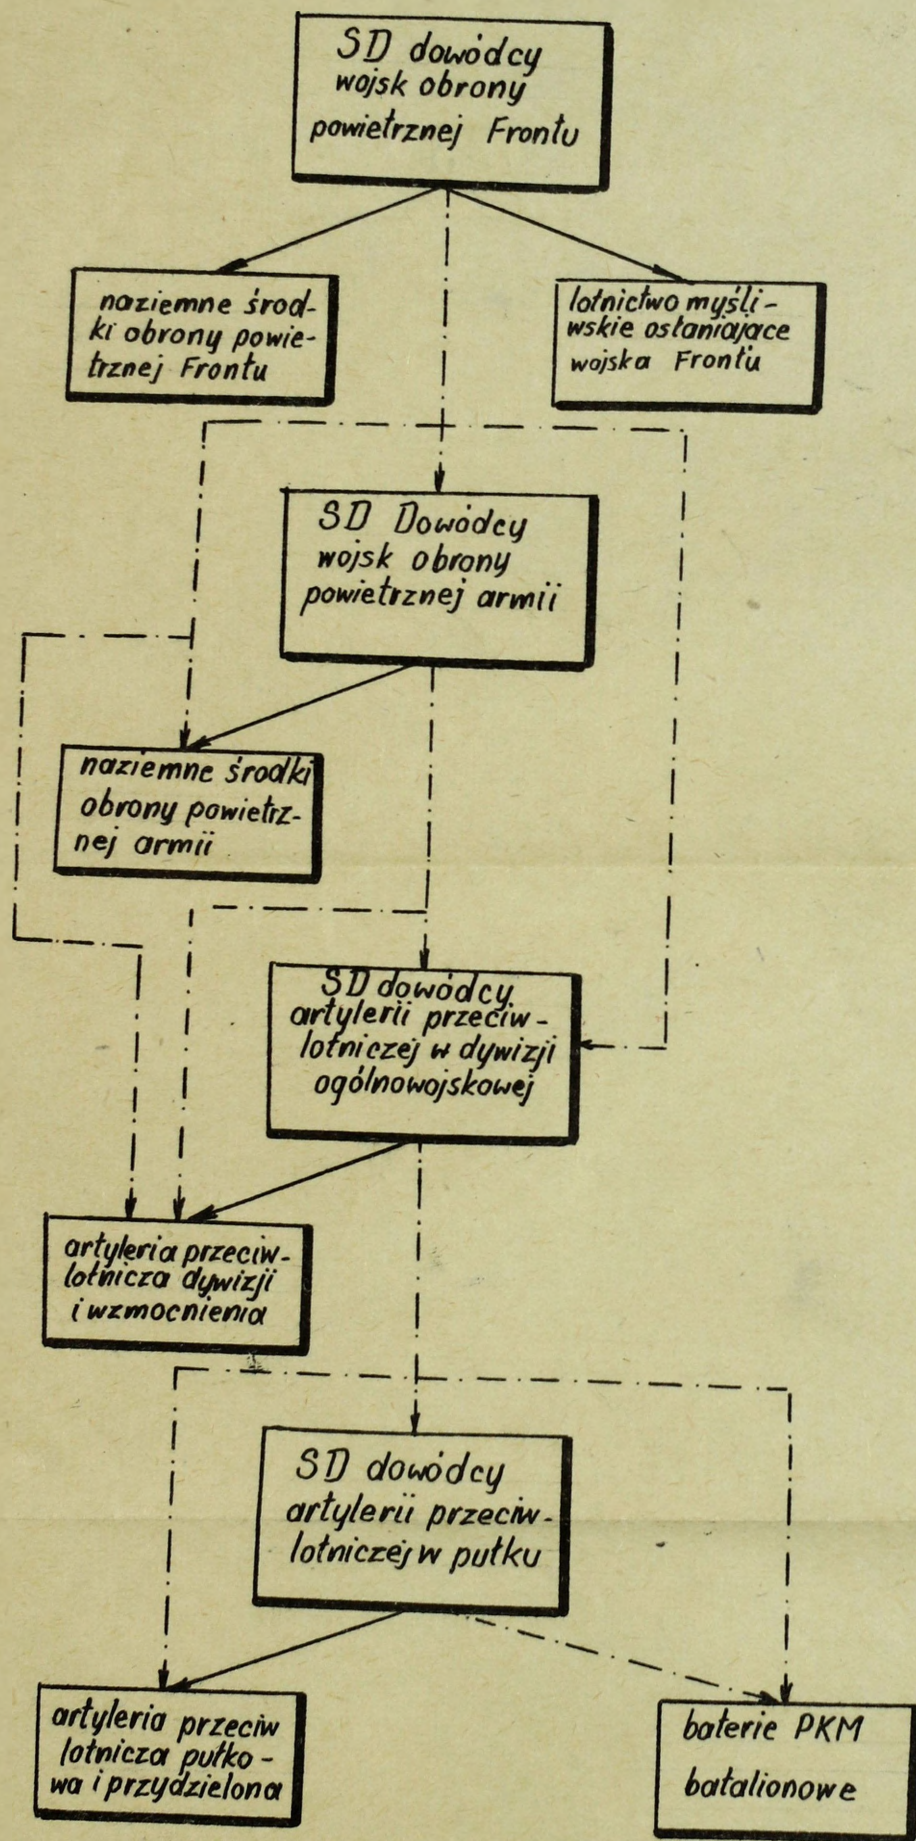 SD dowódcy
wojsk obrony
powietrznej Frontu
naziemne środ-
ki obrony powie-
trznej Frontu
lotnictwo myśli-
wskie osłaniające
wojska Frontu
SD Dowódcy
wojsk obrony
powietrznej armii
naziemne środki
obrony powietrz-
nej armii
SD dowódcy
artylerii przeciw-
lotniczej w dywizji
ogólnowojskowej
artyleria przeciw-
lotnicza dywizji
i wzmocnienia
SD dowódcy
artylerii przeciw-
lotniczej w pułku
artyleria przeciw
lotnicza pułko-
wa i przydzielona
baterie PKM
batalionowe